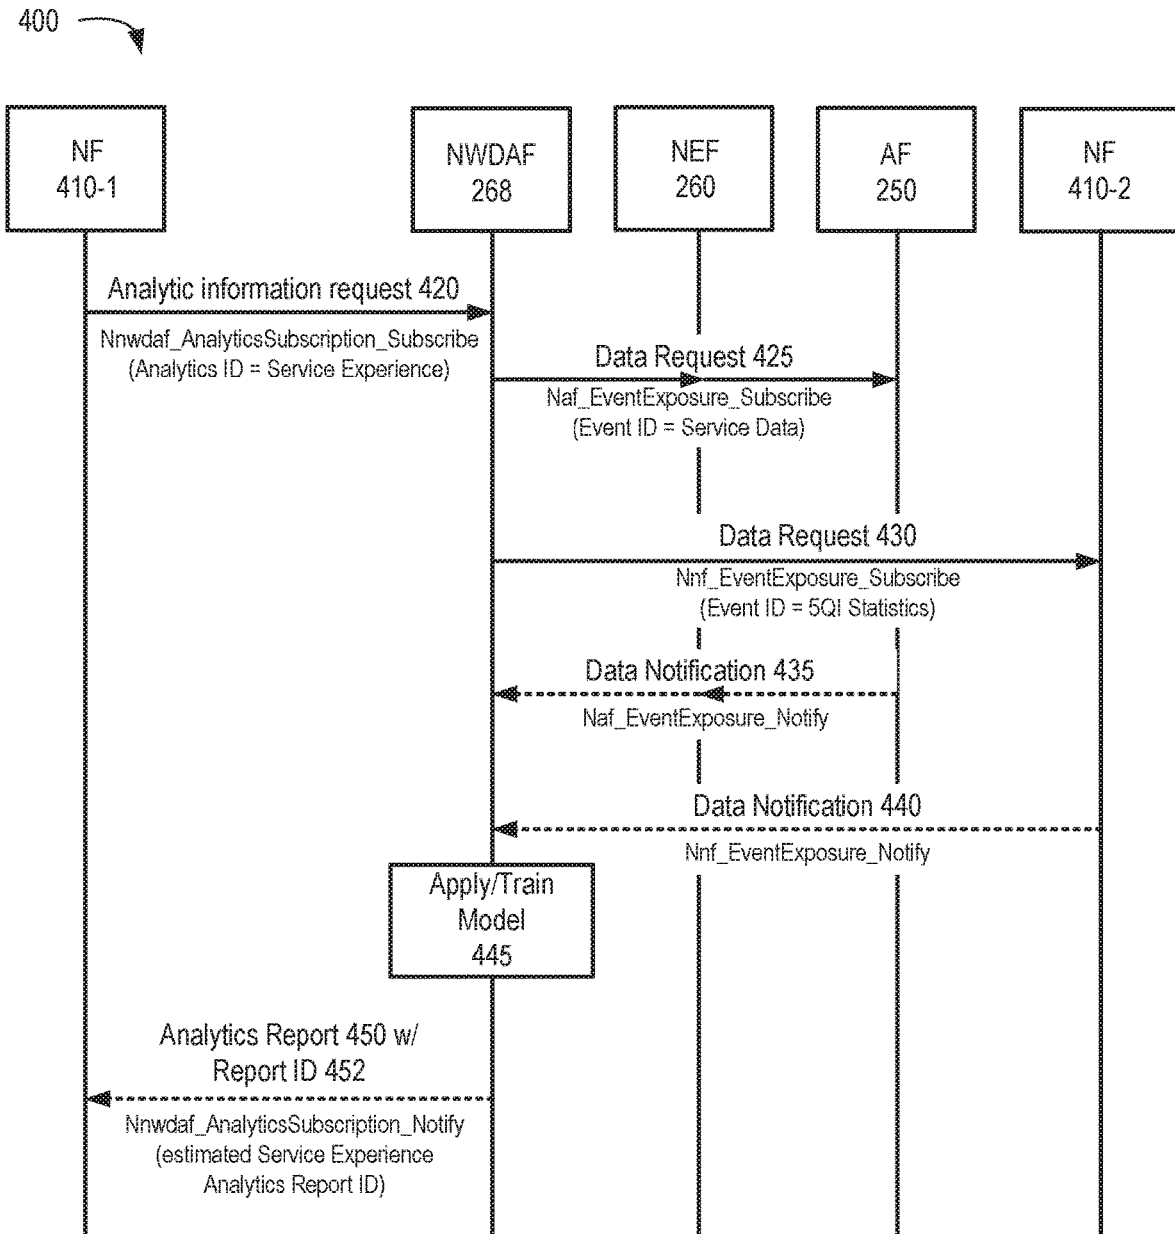 400
NF
410-1
NWDAF
268
NEF
260
AF
250
NF
410-2
Analytic information request 420
Nnwdaf_AnalyticsSubscription_Subscribe
(Analytics ID = Service Experience)
Data Request 425
Naf_EventExposure_Subscribe
(Event ID = Service Data)
Data Request 430
Nnf_EventExposure_Subscribe
(Event ID = 5QI Statistics)
Data Notification 435
Naf_EventExposure_Notify
Data Notification 440
Nnf_EventExposure_Notify
Apply/Train
Model
445
Analytics Report 450 w/
Report ID 452
Nnwdaf_AnalyticsSubscription_Notify
(estimated Service Experience
Analytics Report ID)